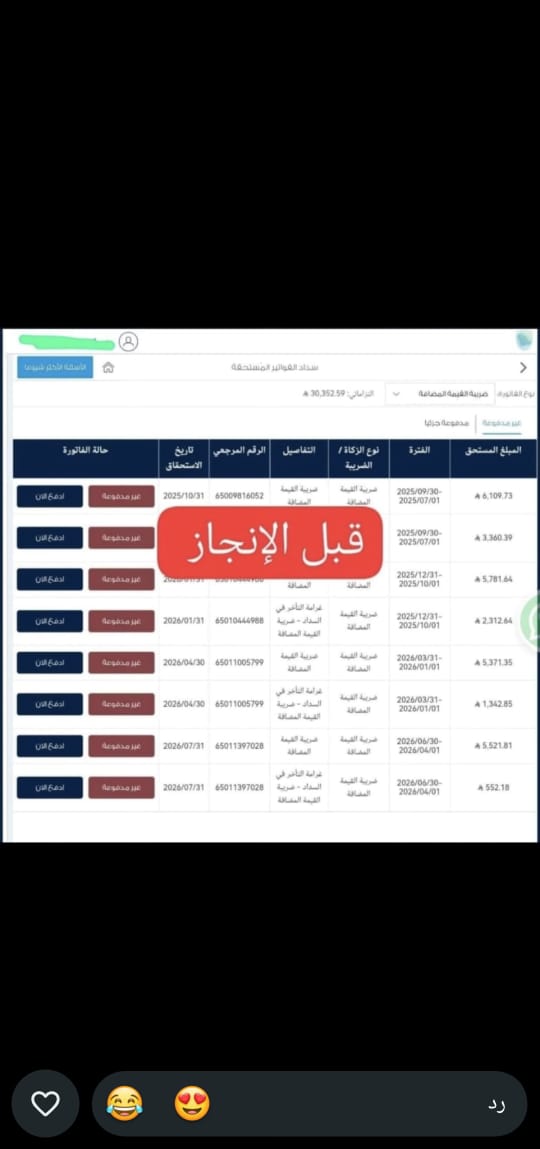 الأسئلة الأكثر شيوعا
سداد الفواتير المستحقة
نوع الفاتورة: ضريبة القيمة المضافة التزاماتي: 30,352.59
غير مدفوعة مدفوعة جزئيا
المبلغ المستحق الفترة نوع الزكاة / الضريبة التفاصيل الرقم المرجعي تاريخ الاستحقاق حالة الفاتورة
6,109.73 2025/09/30-2025/07/01 ضريبة القيمة المضافة ضريبة القيمة المضافة 65009816052 2025/10/31 غير مدفوعة ادفع الآن
قبل الإنجاز
3,360.39 2025/09/30-2025/07/01 غير مدفوعة ادفع الآن
5,781.64 2025/12/31-2025/10/01 المضافة المضافة غير مدفوعة ادفع الآن
2,312.64 2025/12/31-2025/10/01 ضريبة القيمة المضافة غرامة التأخر في السداد - ضريبة القيمة المضافة 65010444988 2026/01/31 غير مدفوعة ادفع الآن
5,371.35 2026/03/31-2026/01/01 ضريبة القيمة المضافة ضريبة القيمة المضافة 65011005799 2026/04/30 غير مدفوعة ادفع الآن
1,342.85 2026/03/31-2026/01/01 ضريبة القيمة المضافة غرامة التأخر في السداد - ضريبة القيمة المضافة 65011005799 2026/04/30 غير مدفوعة ادفع الآن
5,521.81 2026/06/30-2026/04/01 ضريبة القيمة المضافة ضريبة القيمة المضافة 65011397028 2026/07/31 غير مدفوعة ادفع الآن
552.18 2026/06/30-2026/04/01 ضريبة القيمة المضافة غرامة التأخر في السداد - ضريبة القيمة المضافة 65011397028 2026/07/31 غير مدفوعة ادفع الآن
رد